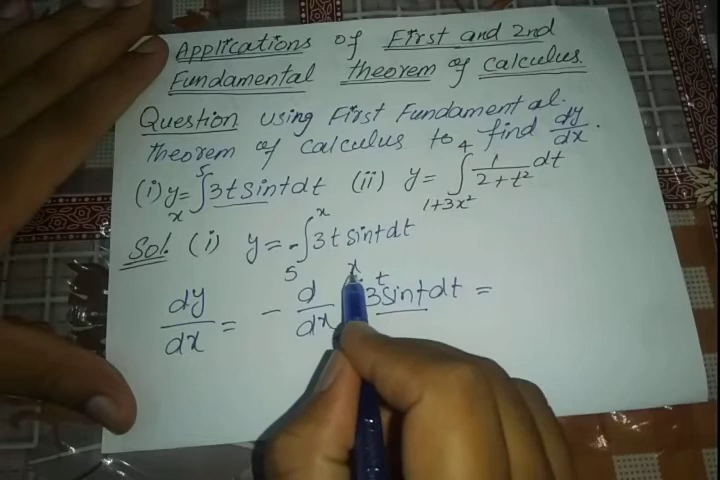 Applications of First and 2nd
Fundamental theorem of Calculus.
Question Using First Fundamental.
theorem of calculus to find dy/dx.
(i) y = ∫_x^5 3t sint dt (ii) y = ∫_{1+3x²}^4 1/(2+t²) dt
Sol. (i) y = -∫_5^x 3t sint dt
dy/dx = - d/dx x 3 t sint dt =